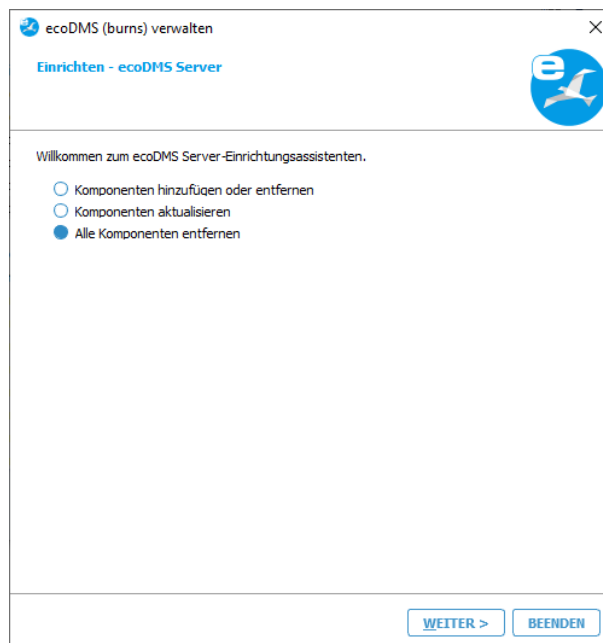 ecoDMS (burns) verwalten
Einrichten - ecoDMS Server
e
Willkommen zum ecoDMS Server-Einrichtungsassistenten.
Komponenten hinzufügen oder entfernen
Komponenten aktualisieren
Alle Komponenten entfernen
WEITER >
BEENDEN